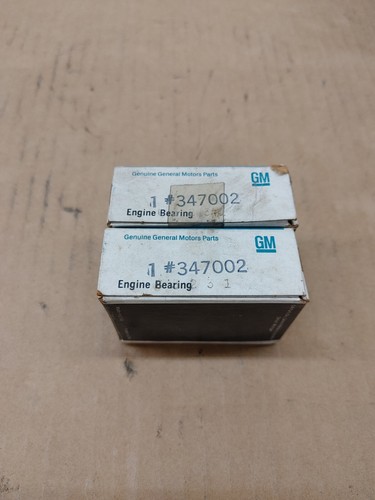 Genuine General Motors Parts
GM
1 #347002
Engine Bearing
Genuine General Motors Parts
GM
1 #347002
Engine Bearing